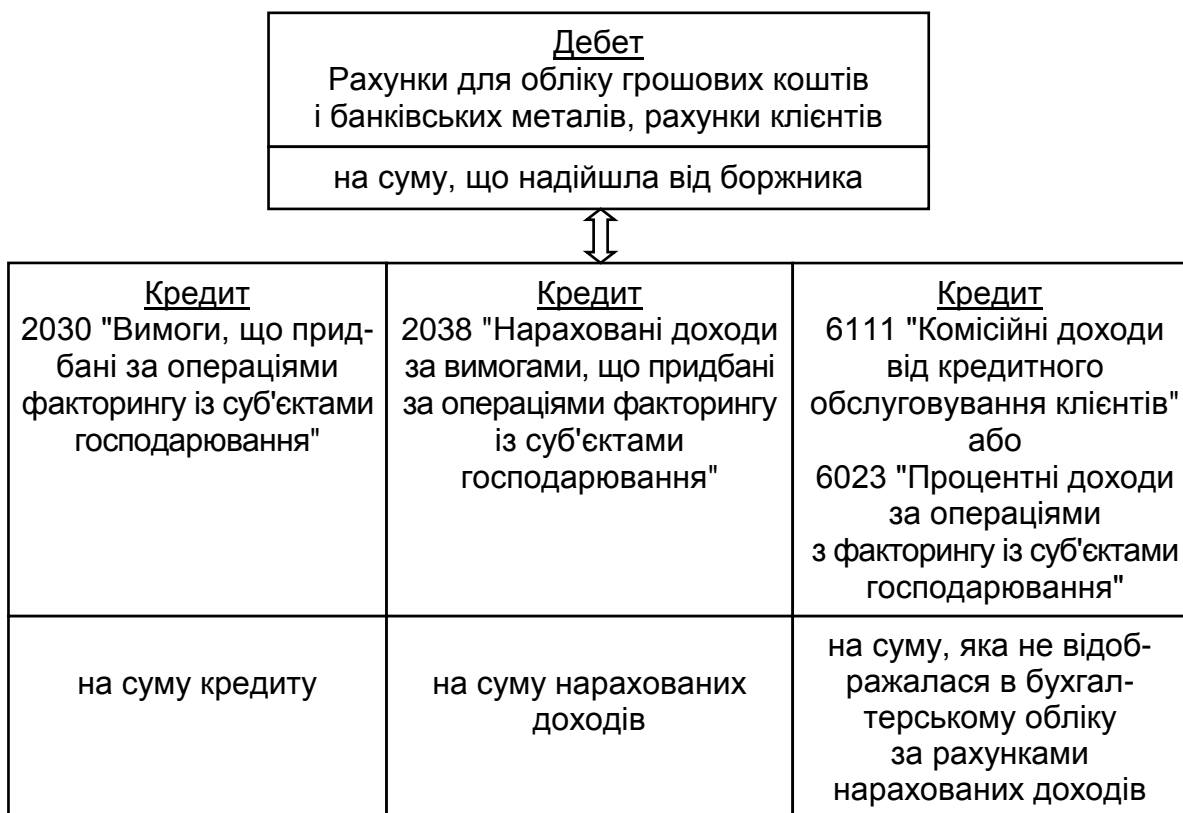 Дебет
Рахунки для обліку грошових коштів
і банківських металів, рахунки клієнтів
на суму, що надійшла від боржника
Кредит
2030 "Вимоги, що прид-
бані за операціями
факторингу із суб'єктами
господарювання"
на суму кредиту
Кредит
2038 "Нараховані доходи
за вимогами, що придбані
за операціями факторингу
із суб'єктами
господарювання"
на суму нарахованих
доходів
Кредит
6111 "Комісійні доходи
від кредитного
обслуговування клієнтів"
або
6023 "Процентні доходи
за операціями
з факторингу із суб'єктами
господарювання"
на суму, яка не відоб-
ражалася в бухгал-
терському обліку
за рахунками
нарахованих доходів